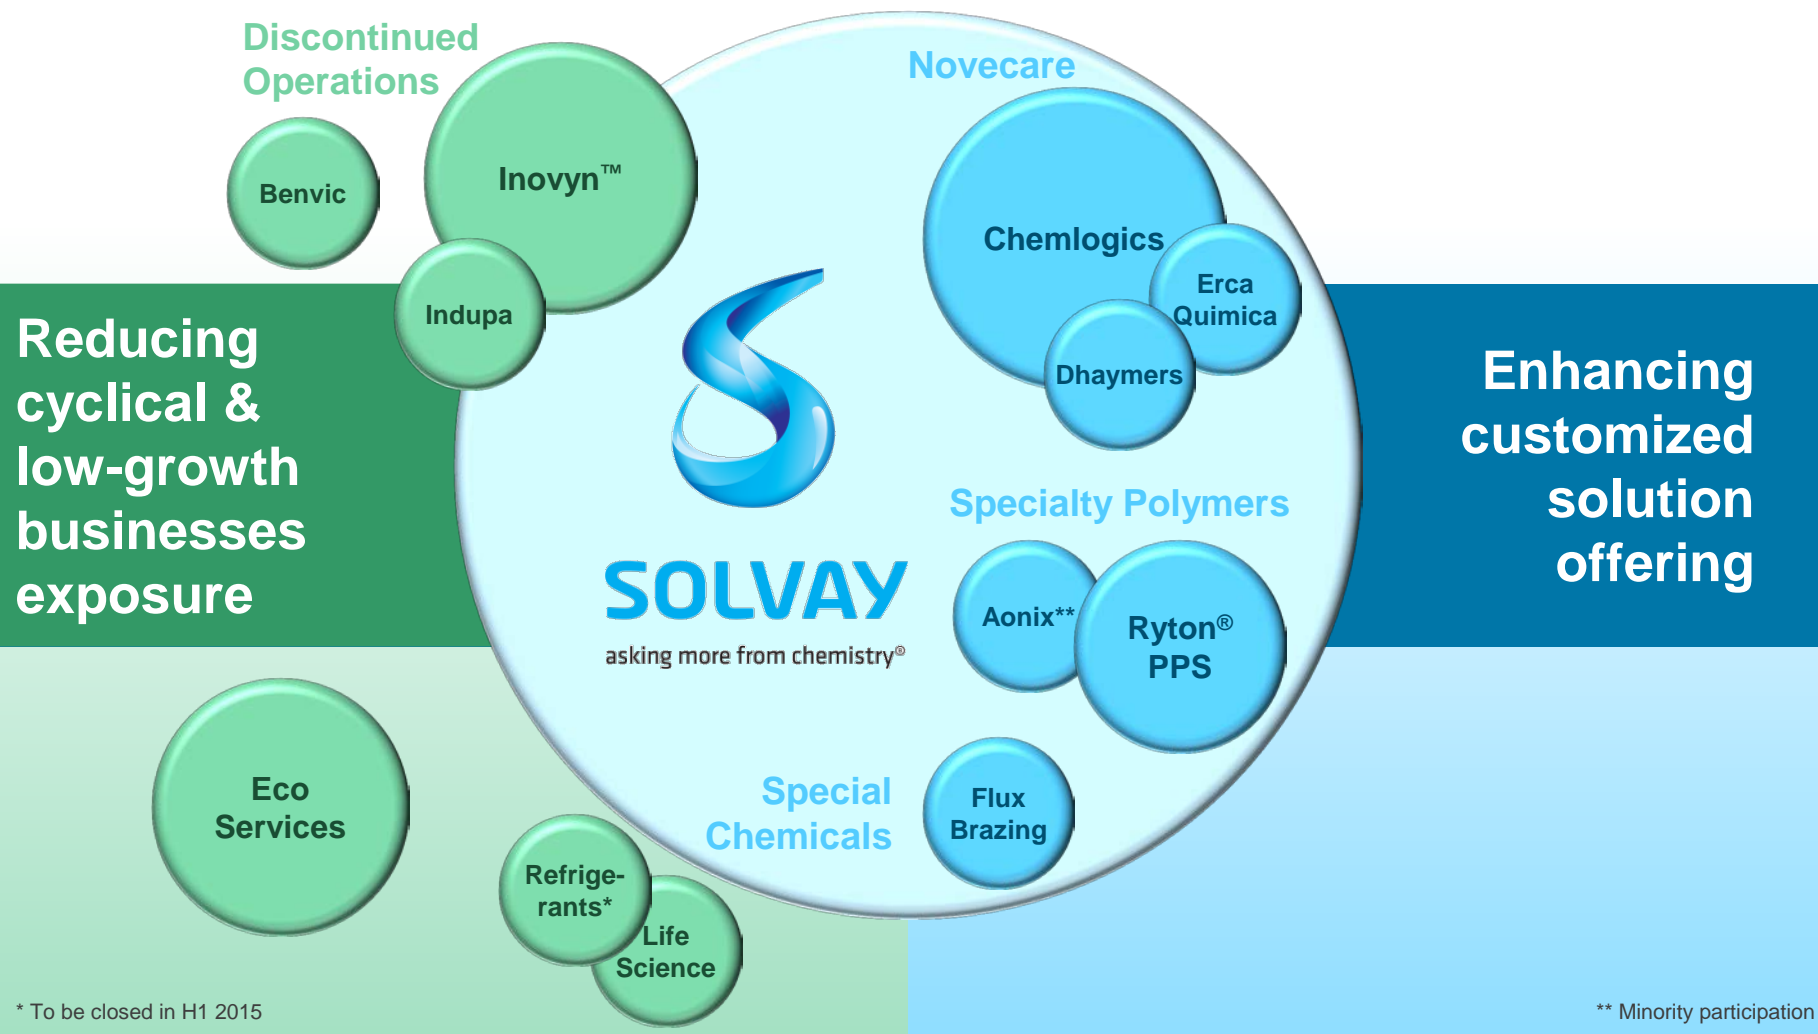 Discontinued
Operations
Benvic
Inovyn™
Indupa
Reducing
cyclical &
low-growth
businesses
exposure
Eco
Services
Refrige-
rants*
Life
Science
* To be closed in H1 2015
SOLVAY
asking more from chemistry®
Novecare
Chemlogics
Erca
Quimica
Dhaymers
Specialty Polymers
Aonix**
Ryton®
PPS
Special
Chemicals
Flux
Brazing
Enhancing
customized
solution
offering
** Minority participation